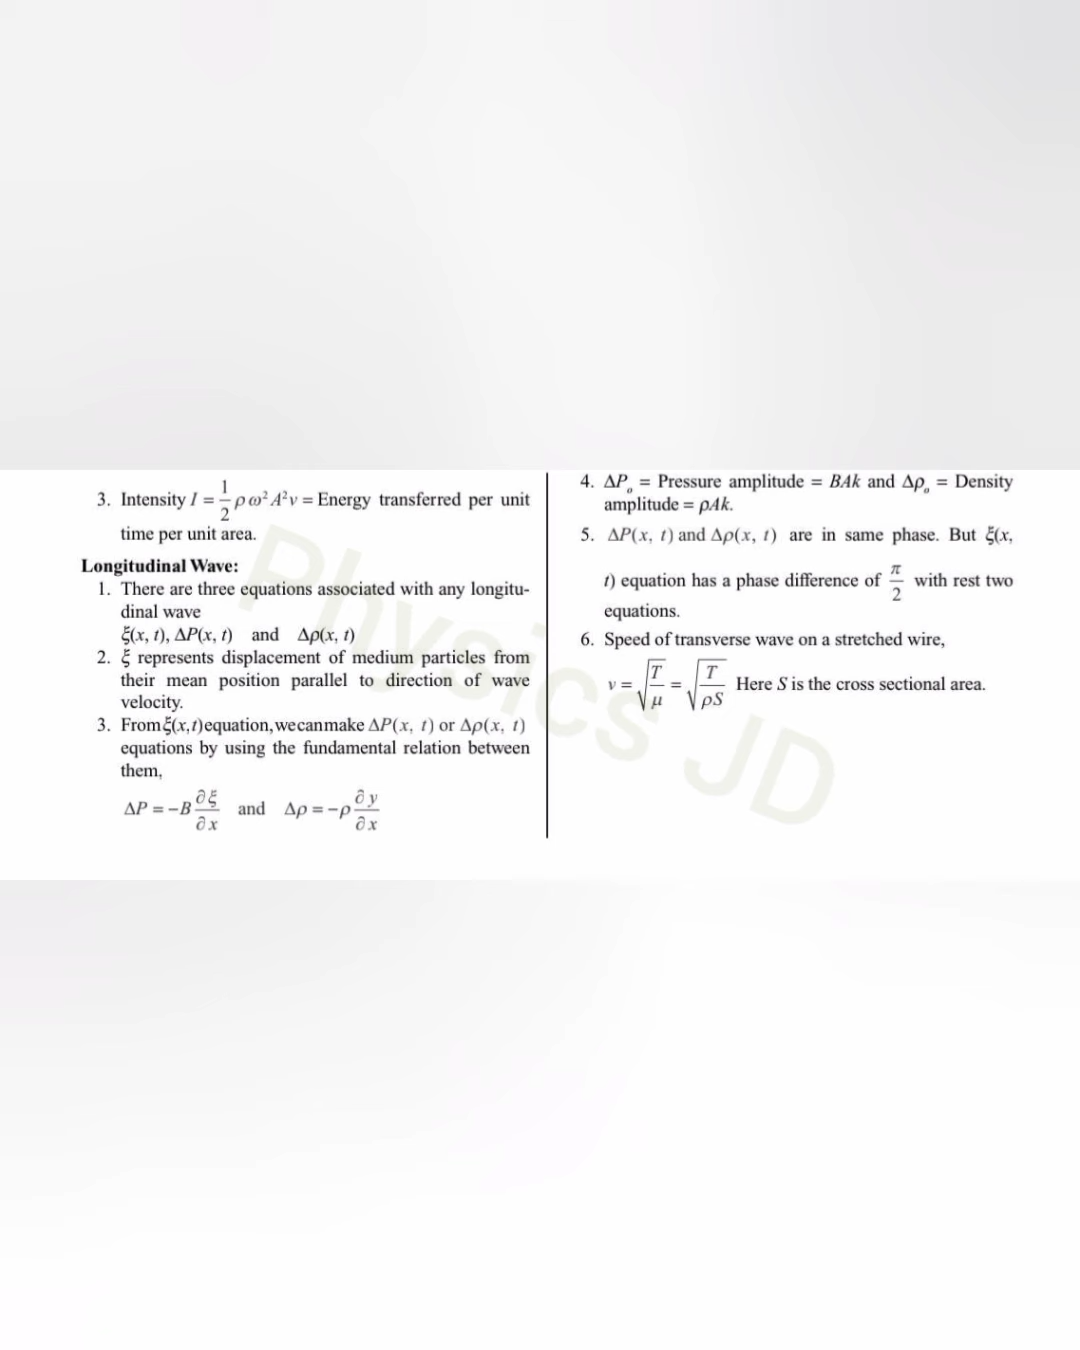 3. Intensity I = 1/2 ρω²A²v = Energy transferred per unit
time per unit area.
Longitudinal Wave:
1. There are three equations associated with any longitu-
dinal wave
ξ(x, t), ΔP(x, t) and Δρ(x, t)
2. ξ represents displacement of medium particles from
their mean position parallel to direction of wave
velocity.
3. From ξ(x,t) equation, we can make ΔP(x, t) or Δρ(x, t)
equations by using the fundamental relation between
them,
ΔP = −B ∂ξ/∂x and Δρ = −ρ ∂y/∂x
4. ΔPₒ = Pressure amplitude = BAk and Δρₒ = Density
amplitude = ρAk.
5. ΔP(x, t) and Δρ(x, t) are in same phase. But ξ(x,
t) equation has a phase difference of π/2 with rest two
equations.
6. Speed of transverse wave on a stretched wire,
v = √(T/μ) = √(T/ρS) Here S is the cross sectional area.
Physics JD